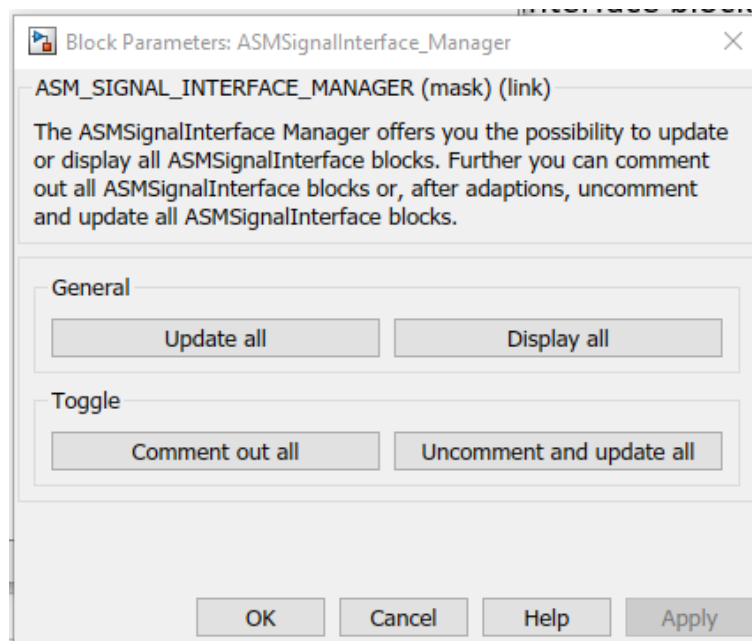 Interface block
Block Parameters: ASMSignalInterface_Manager
ASM_SIGNAL_INTERFACE_MANAGER (mask) (link)
The ASMSignalInterface Manager offers you the possibility to update
or display all ASMSignalInterface blocks. Further you can comment
out all ASMSignalInterface blocks or, after adaptions, uncomment
and update all ASMSignalInterface blocks.
General
Update all
Display all
Toggle
Comment out all
Uncomment and update all
OK
Cancel
Help
Apply